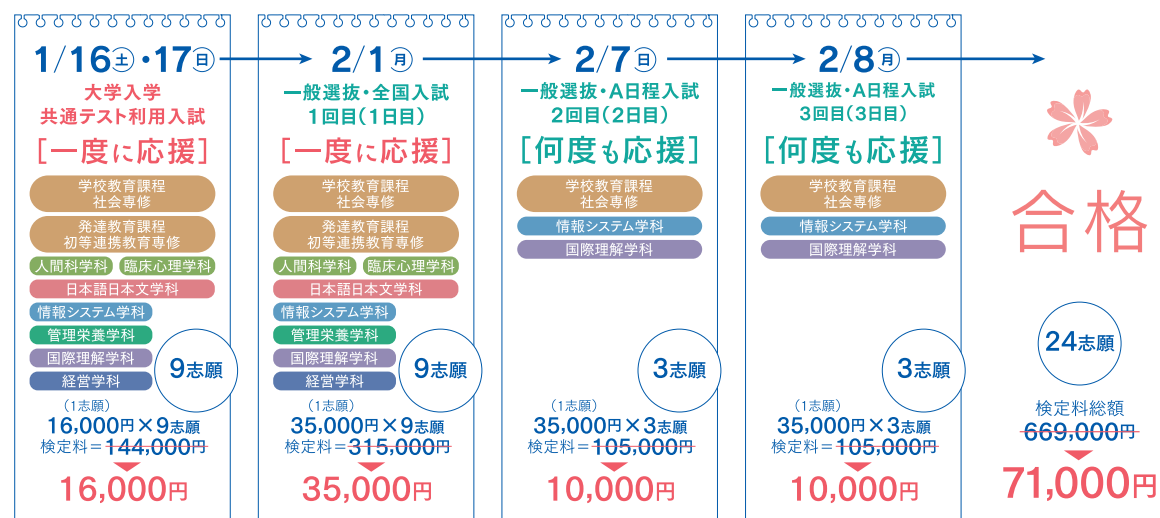 1/16土・17日
大学入学
共通テスト利用入試
［一度に応援］
学校教育課程
社会専修
発達教育課程
初等連携教育専修
人間科学科 臨床心理学科
日本語日本文学科
情報システム学科
管理栄養学科
国際理解学科
経営学科
9志願
（1志願）
16,000円×9志願
検定料＝144,000円
16,000円
2/1月
一般選抜・全国入試
1回目（1日目）
［一度に応援］
学校教育課程
社会専修
発達教育課程
初等連携教育専修
人間科学科 臨床心理学科
日本語日本文学科
情報システム学科
管理栄養学科
国際理解学科
経営学科
9志願
（1志願）
35,000円×9志願
検定料＝315,000円
35,000円
2/7日
一般選抜・A日程入試
2回目（2日目）
［何度も応援］
学校教育課程
社会専修
情報システム学科
国際理解学科
3志願
（1志願）
35,000円×3志願
検定料＝105,000円
10,000円
2/8月
一般選抜・A日程入試
3回目（3日目）
［何度も応援］
学校教育課程
社会専修
情報システム学科
国際理解学科
3志願
（1志願）
35,000円×3志願
検定料＝105,000円
10,000円
合格
24志願
検定料総額
669,000円
71,000円